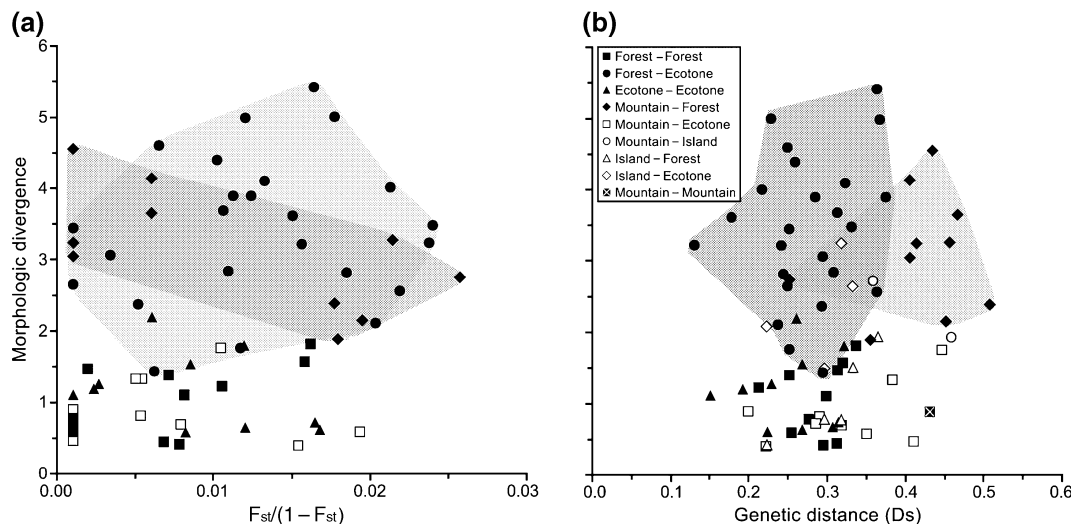 (a)
(b)
6
5
4
3
2
1
0
Morphologic divergence
0.00
0.01
0.02
0.03
Fst/(1 – Fst)
Forest – Forest
Forest – Ecotone
Ecotone – Ecotone
Mountain – Forest
Mountain – Ecotone
Mountain – Island
Island – Forest
Island – Ecotone
Mountain – Mountain
0.0
0.1
0.2
0.3
0.4
0.5
0.6
Genetic distance (Ds)